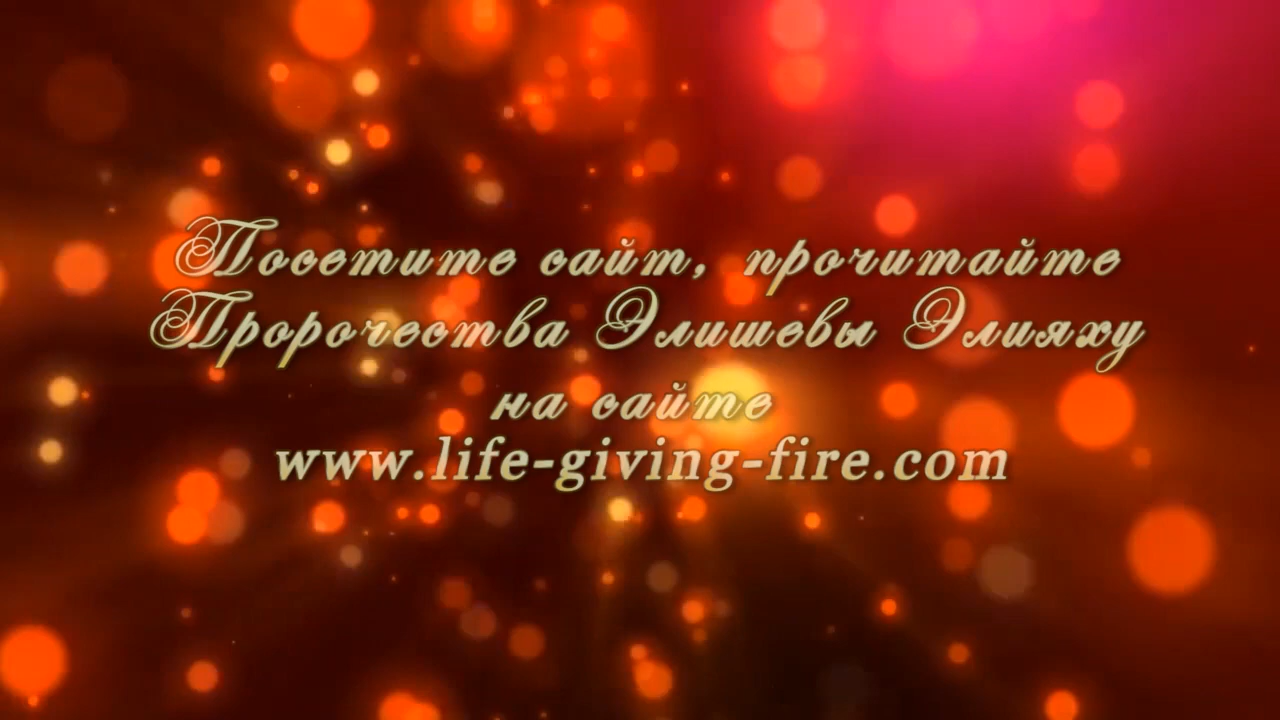 Посетите сайт, прочитайте
Пророчества Элишевы Элияху
на сайте
www.life-giving-fire.com